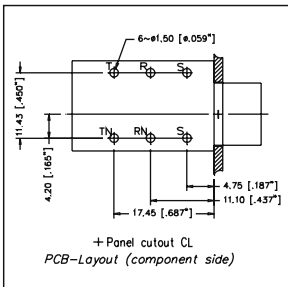 6~ø1,50 [ø.059"]
T R S
11.43 [.450"]
TN RN S
4.20 [.165"]
4.75 [.187"]
11.10 [.437"]
17.45 [.687"]
+ Panel cutout CL
PCB-Layout (component side)